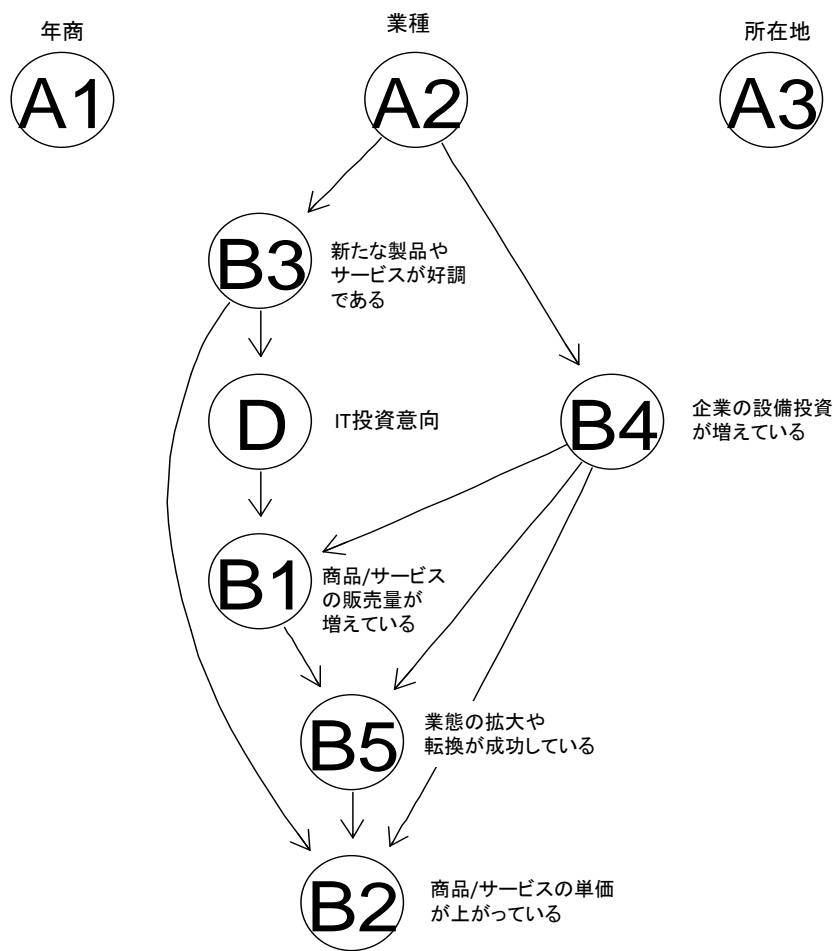 年商
業種
所在地
A1
A2
A3
B3
新たな製品や
サービスが好調
である
D
IT投資意向
B4
企業の設備投資
が増えている
B1
商品/サービス
の販売量が
増えている
B5
業態の拡大や
転換が成功している
B2
商品/サービスの単価
が上がっている